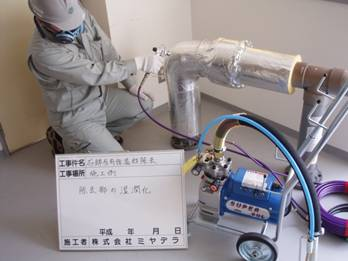 工事件名 石綿含有保温材除去
工事場所 施工例
除去部の湿潤化
平成 年 月 日
施工者 株式会社 ミヤデラ
SUPER